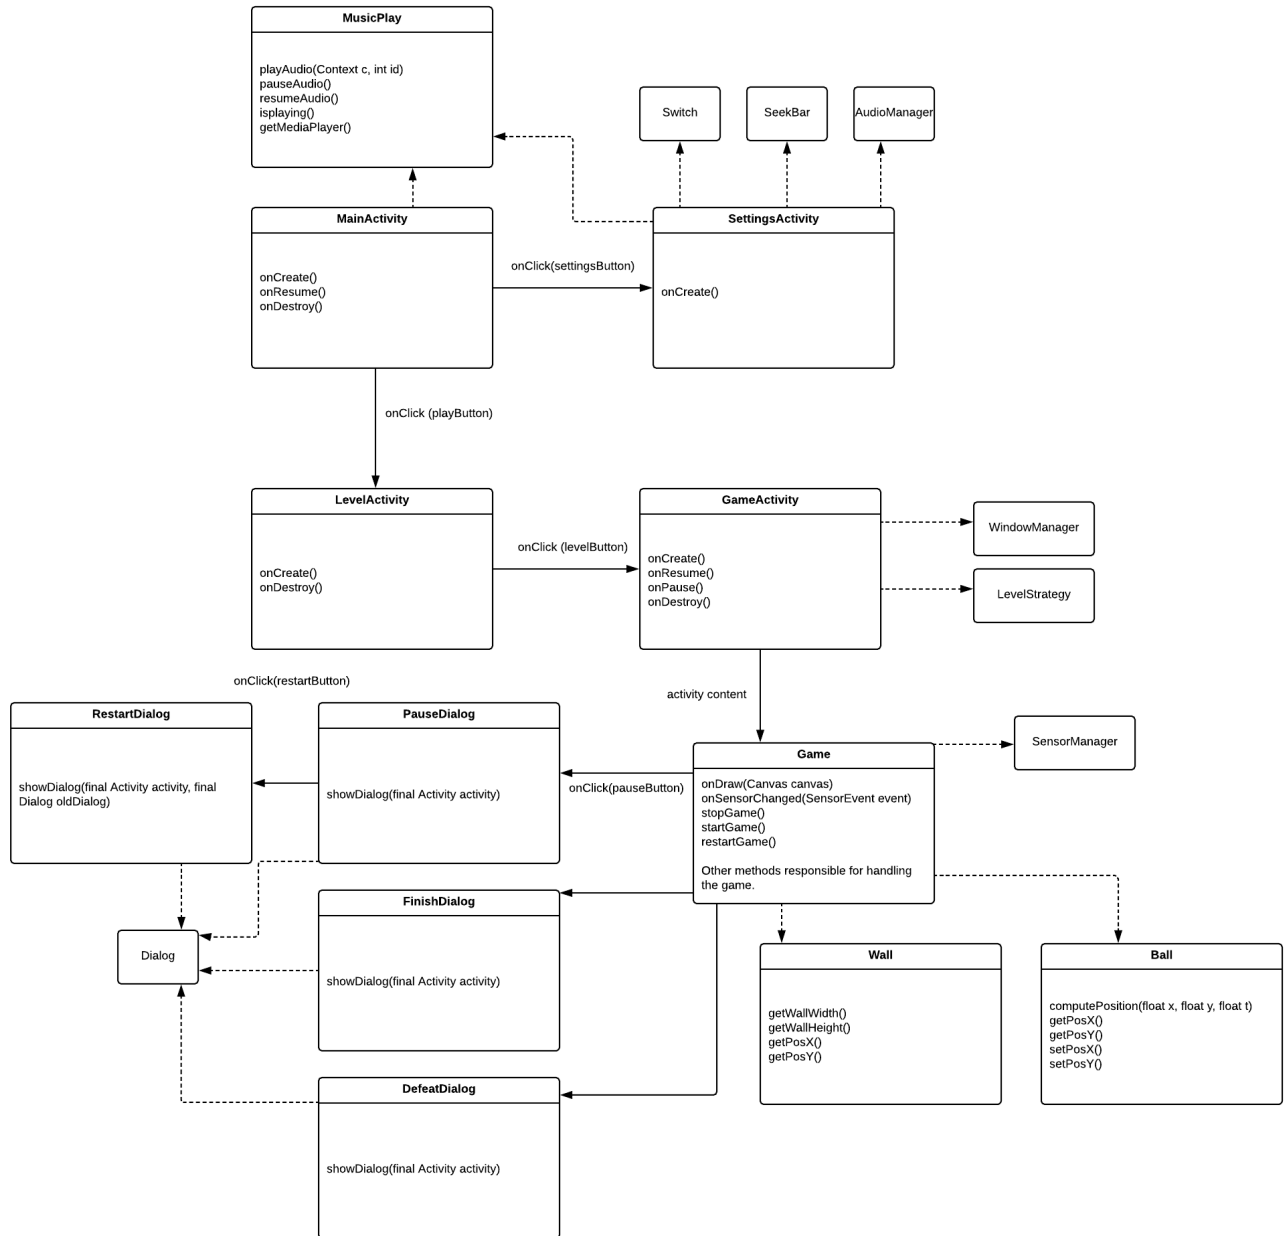 MusicPlay
playAudio(Context c, int id)
pauseAudio()
resumeAudio()
isplaying()
getMediaPlayer()
Switch
SeekBar
AudioManager
MainActivity
onCreate()
onResume()
onDestroy()
onClick(settingsButton)
SettingsActivity
onCreate()
onClick (playButton)
LevelActivity
onCreate()
onDestroy()
onClick (levelButton)
GameActivity
onCreate()
onResume()
onPause()
onDestroy()
WindowManager
LevelStrategy
onClick(restartButton)
activity content
RestartDialog
showDialog(final Activity activity, final
Dialog oldDialog)
PauseDialog
showDialog(final Activity activity)
onClick(pauseButton)
Game
onDraw(Canvas canvas)
onSensorChanged(SensorEvent event)
stopGame()
startGame()
restartGame()
Other methods responsible for handling
the game.
SensorManager
Dialog
FinishDialog
showDialog(final Activity activity)
Wall
getWallWidth()
getWallHeight()
getPosX()
getPosY()
Ball
computePosition(float x, float y, float t)
getPosX()
getPosY()
setPosX()
setPosY()
DefeatDialog
showDialog(final Activity activity)